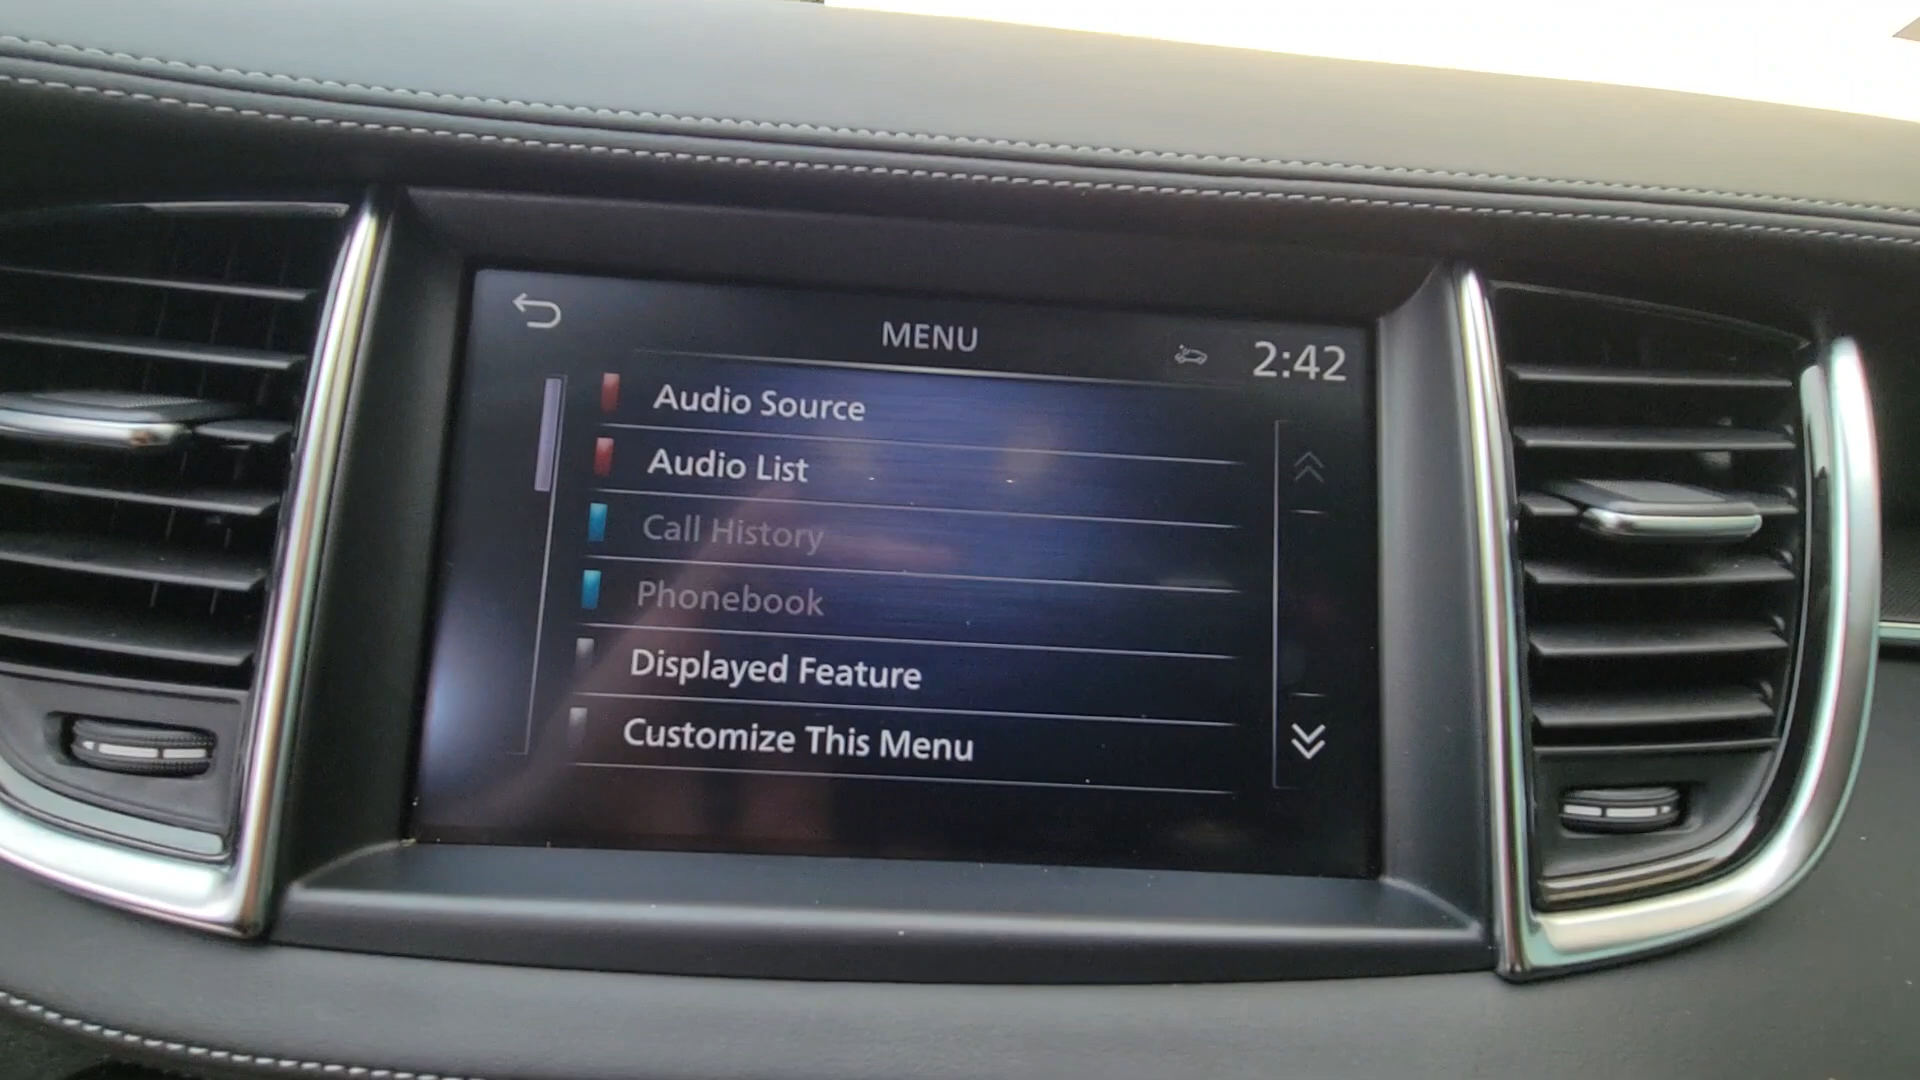 MENU
2:42
Audio Source
Audio List
Call History
Phonebook
Displayed Feature
Customize This Menu